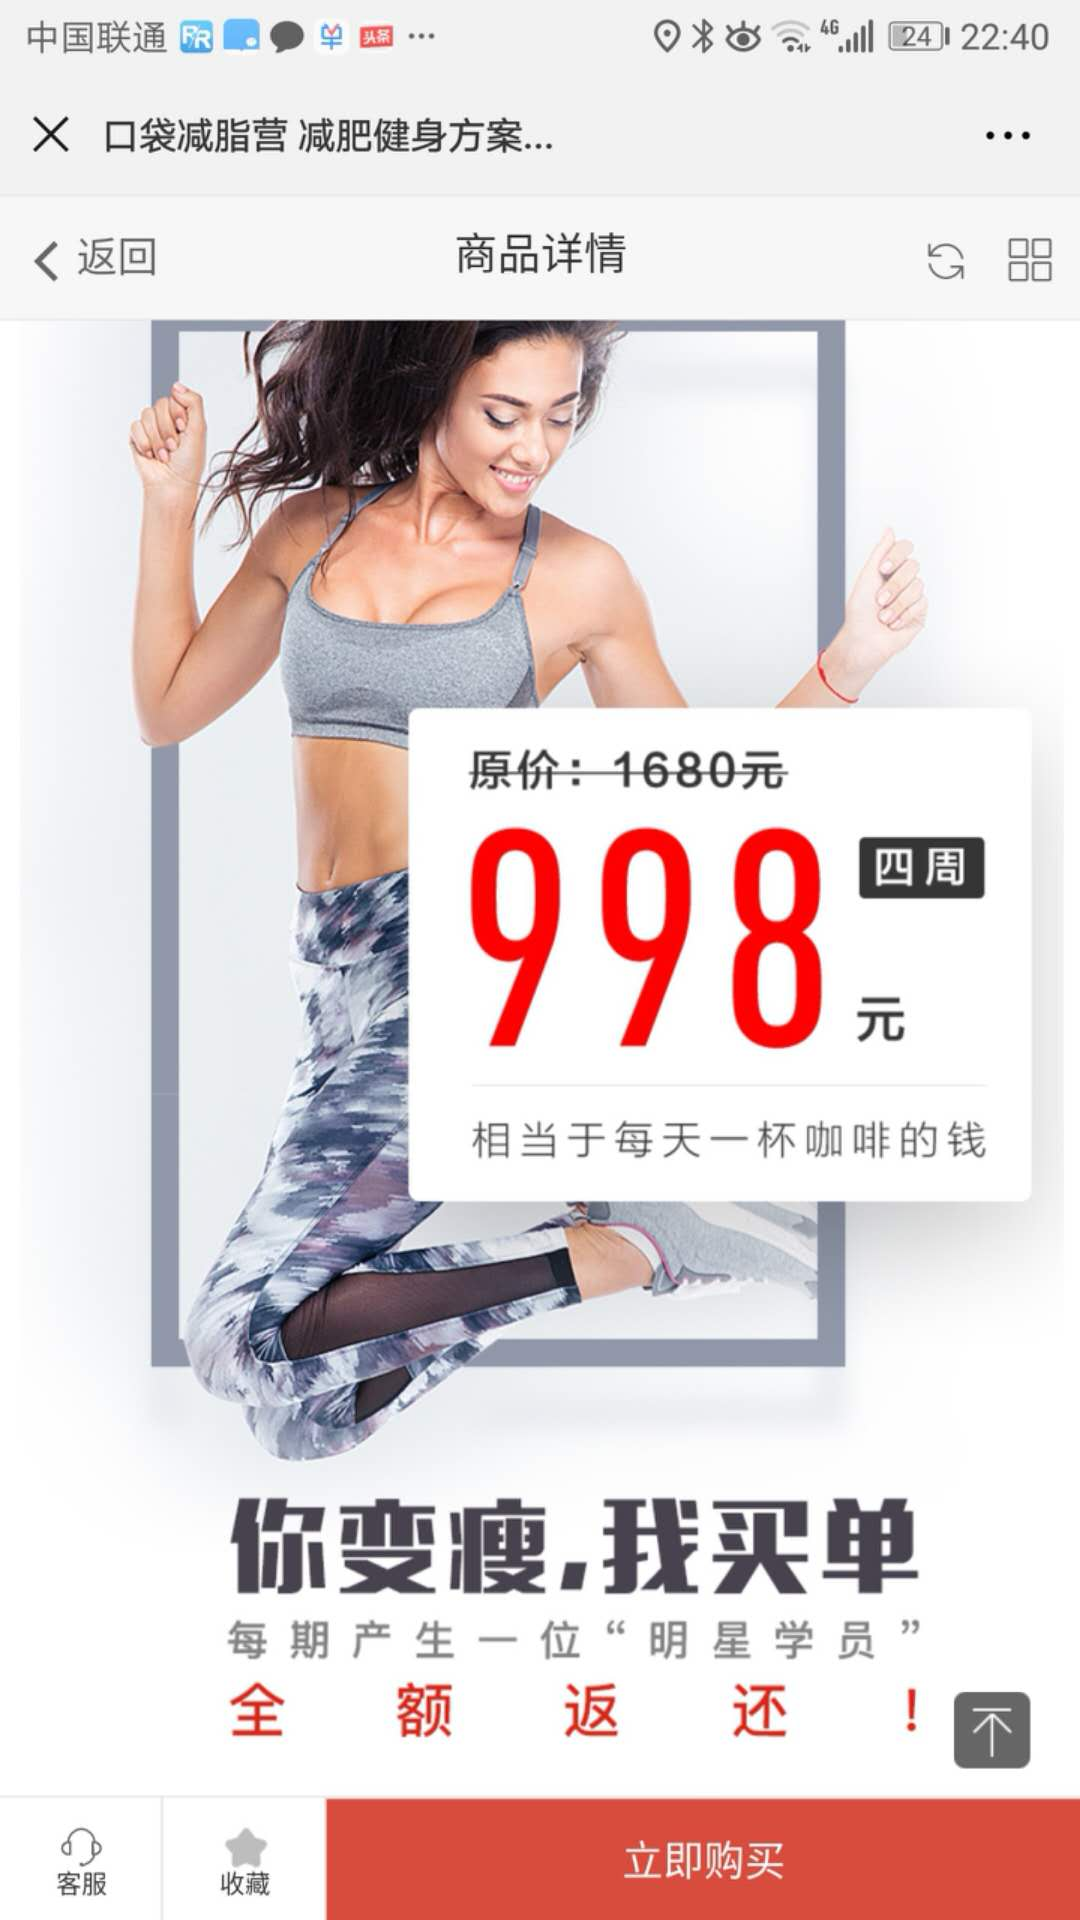 中国联通 头条 4G 24 22:40
口袋减脂营 减肥健身方案...
返回 商品详情
原价：1680元
998 四周
元
相当于每天一杯咖啡的钱
你变瘦,我买单
每期产生一位“明星学员”
全额返还！
客服 收藏 立即购买